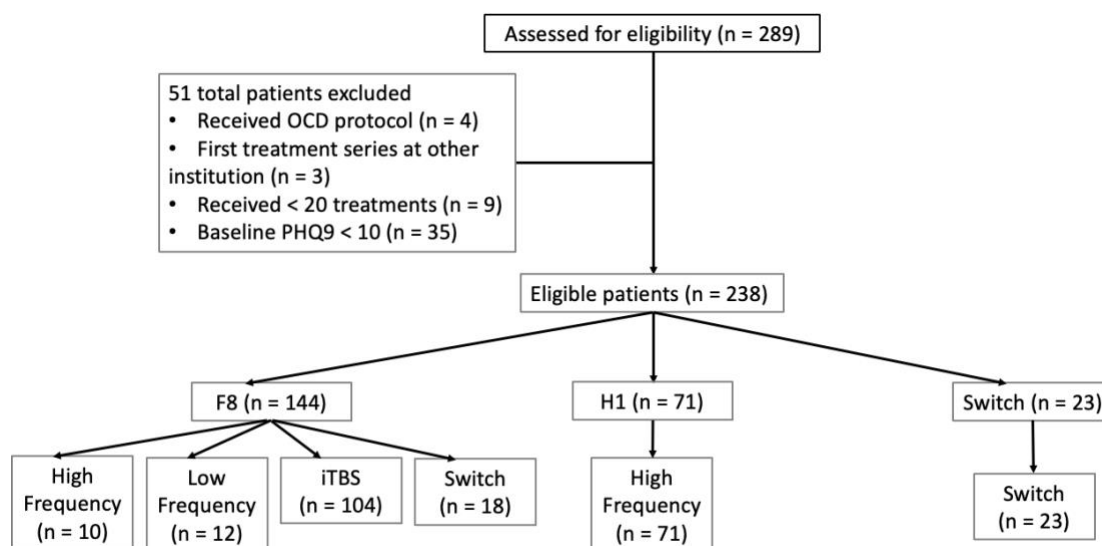 Assessed for eligibility (n = 289)
51 total patients excluded
• Received OCD protocol (n = 4)
• First treatment series at other
institution (n = 3)
• Received < 20 treatments (n = 9)
• Baseline PHQ9 < 10 (n = 35)
Eligible patients (n = 238)
F8 (n = 144)
H1 (n = 71)
Switch (n = 23)
High
Frequency
(n = 10)
Low
Frequency
(n = 12)
iTBS
(n = 104)
Switch
(n = 18)
High
Frequency
(n = 71)
Switch
(n = 23)